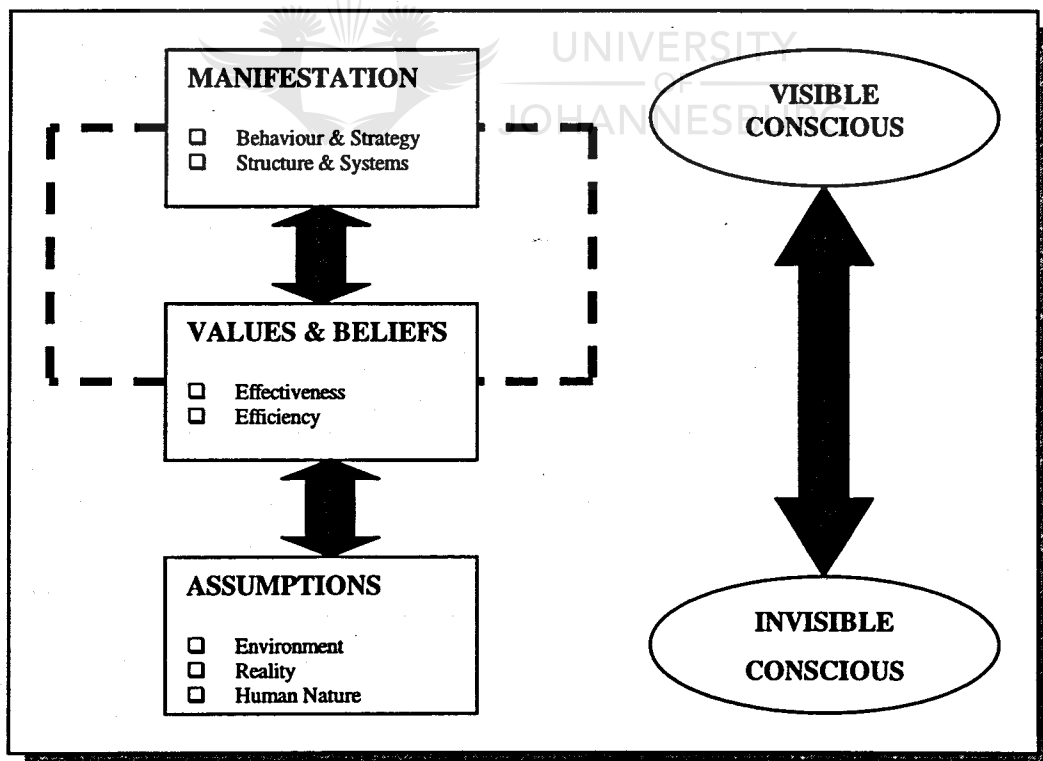 UNIVERSITY
OF
JOHANNESBURG
MANIFESTATION
❑ Behaviour & Strategy
❑ Structure & Systems
VALUES & BELIEFS
❑ Effectiveness
❑ Efficiency
ASSUMPTIONS
❑ Environment
❑ Reality
❑ Human Nature
VISIBLE
CONSCIOUS
INVISIBLE
CONSCIOUS